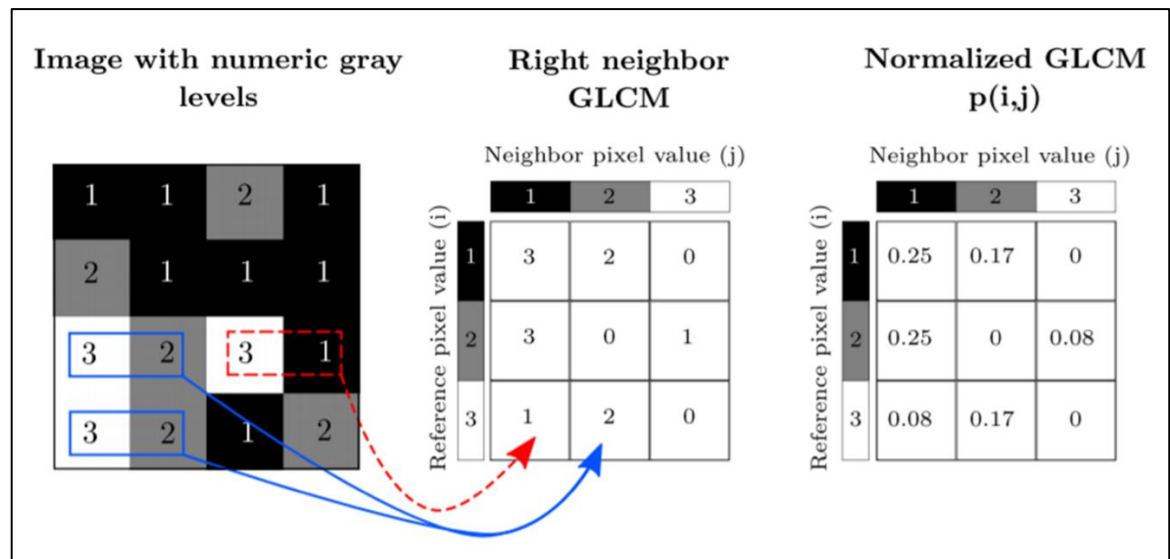 Image with numeric gray
levels
1 1 2 1
2 1 1 1
3 2 3 1
3 2 1 2
Right neighbor
GLCM
Neighbor pixel value (j)
1 2 3
Reference pixel value (i)
1 3 2 0
2 3 0 1
3 1 2 0
Normalized GLCM
p(i,j)
Neighbor pixel value (j)
1 2 3
Reference pixel value (i)
1 0.25 0.17 0
2 0.25 0 0.08
3 0.08 0.17 0